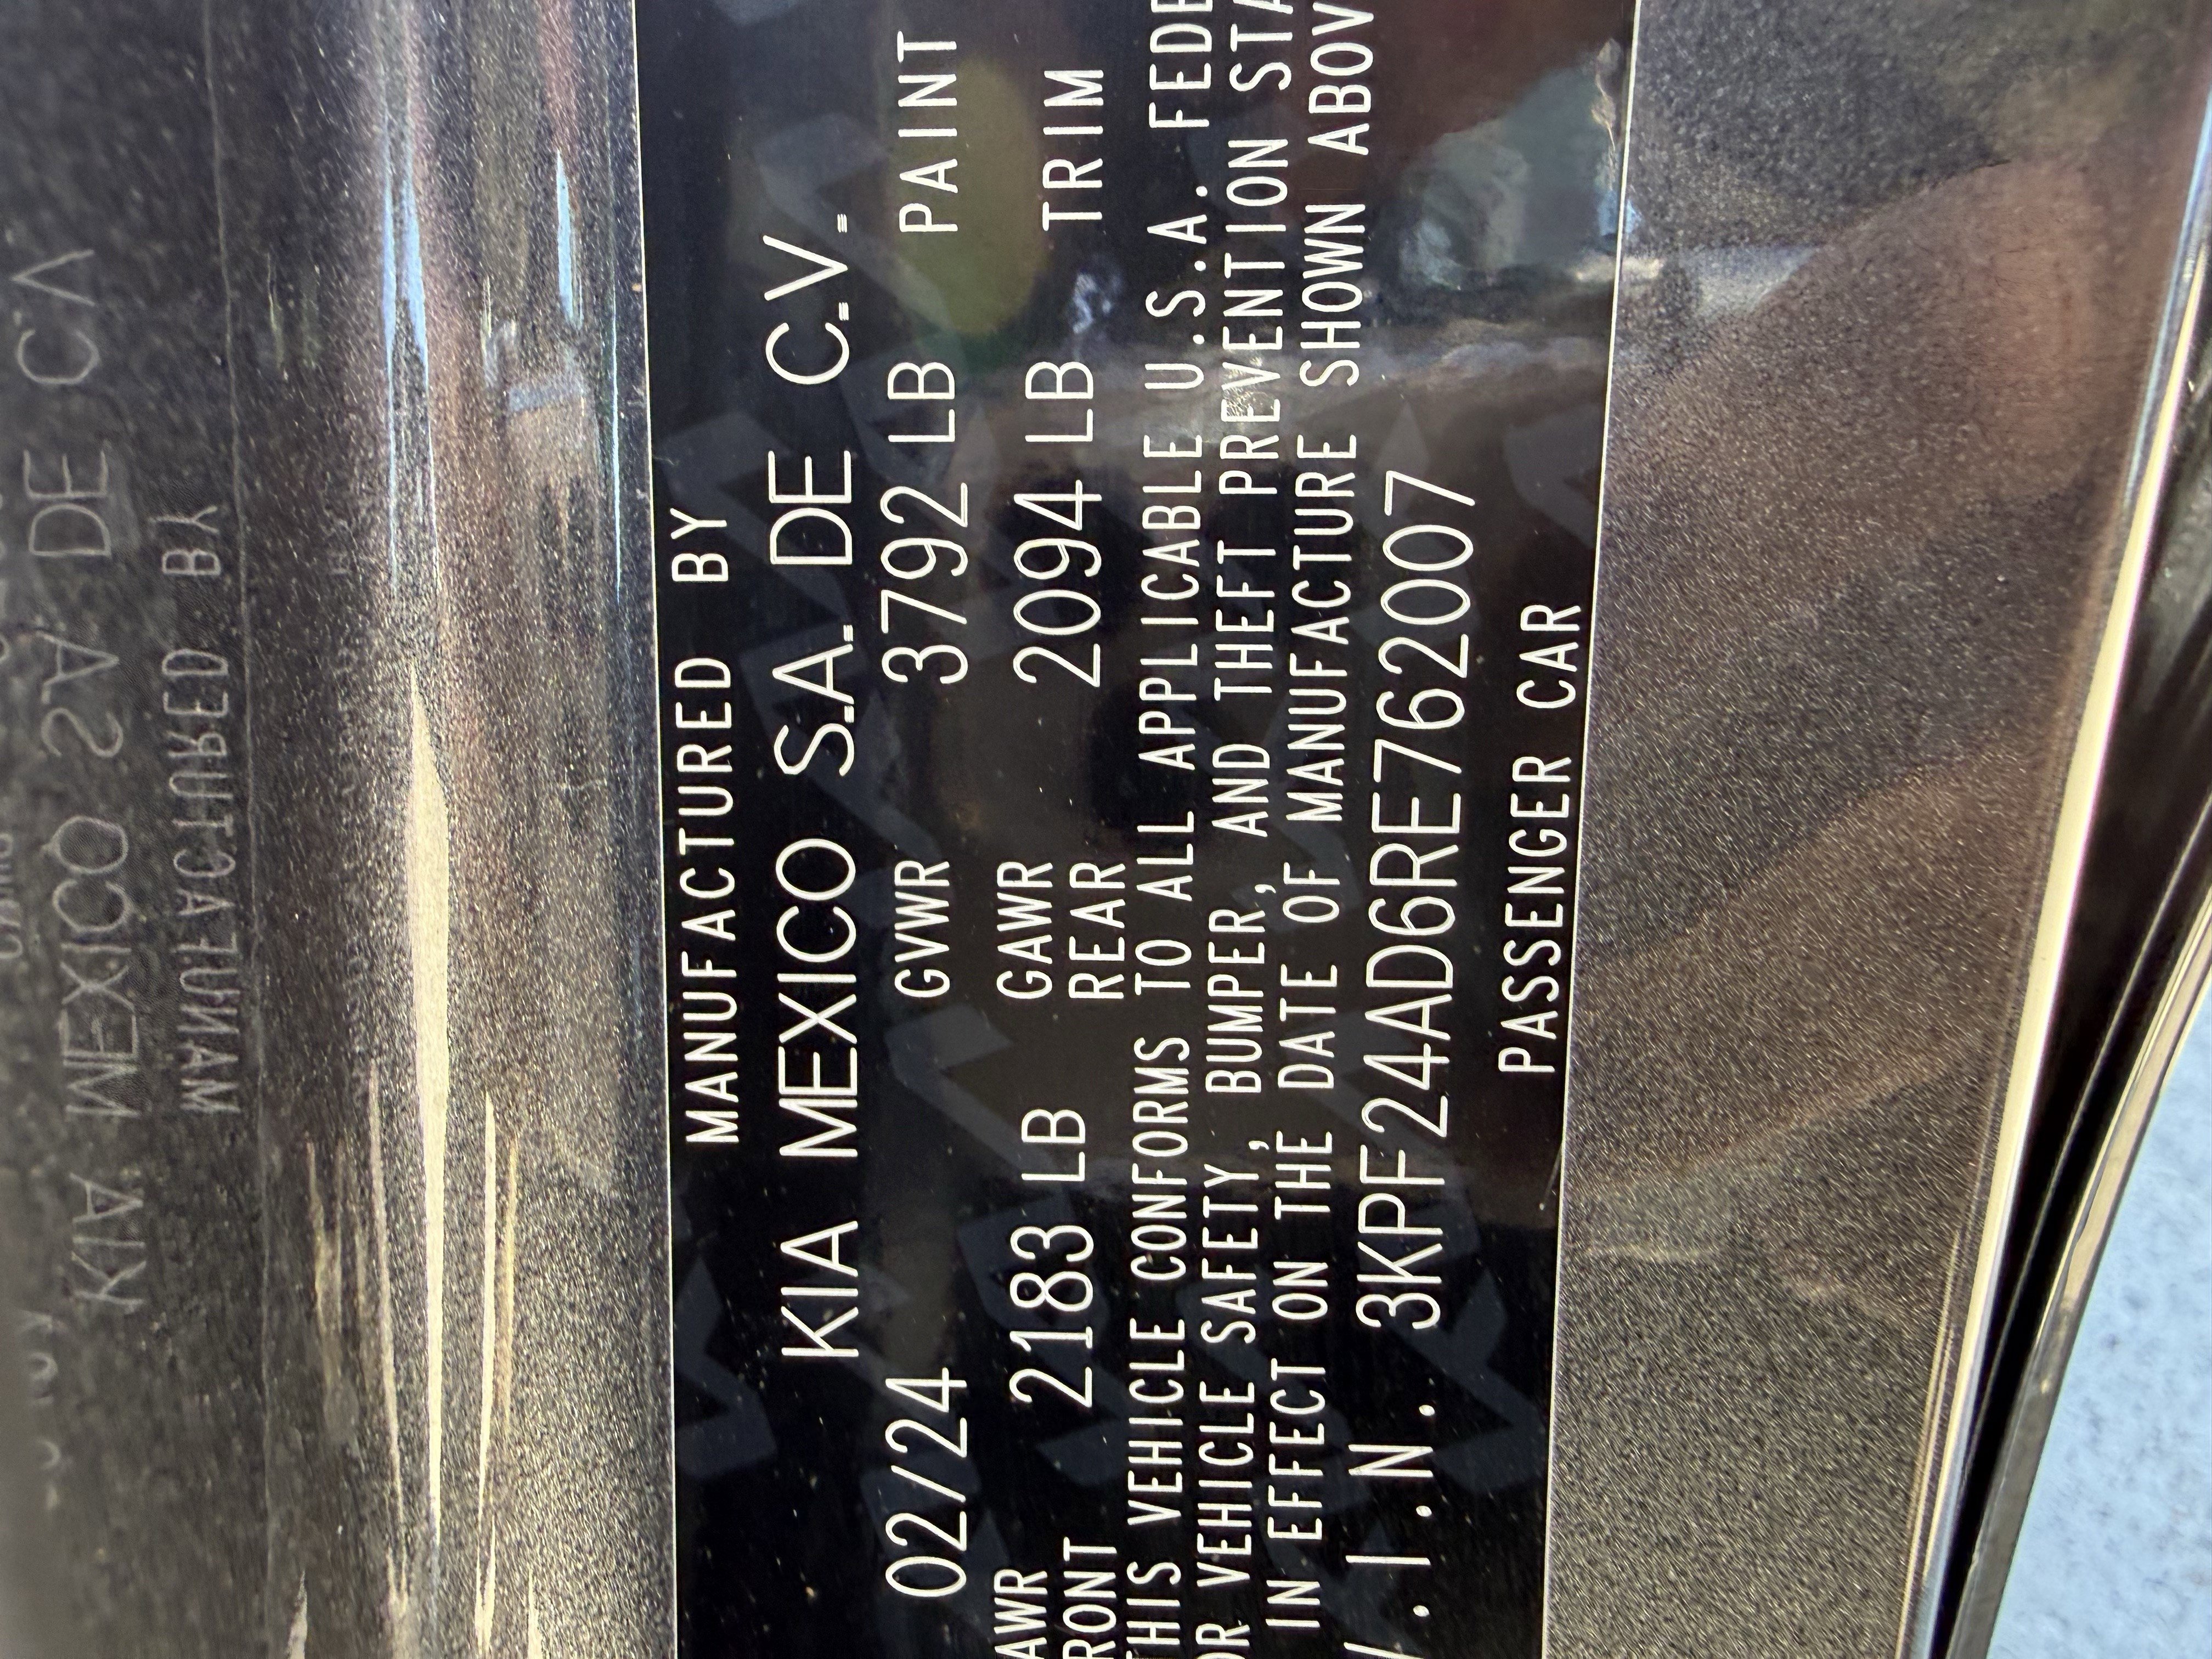 MANUFACTURED BY
KIA MEXICO S.A. DE C.V.
02/24 GVWR 3792 LB PAINT
AWR
RONT 2183 LB GAWR
REAR 2094 LB TRIM
THIS VEHICLE CONFORMS TO ALL APPLICABLE U.S.A. FEDE
OR VEHICLE SAFETY, BUMPER, AND THEFT PREVENTION STA
IN EFFECT ON THE DATE OF MANUFACTURE SHOWN ABOV
V.I.N. 3KPF24AD6RE762007
PASSENGER CAR